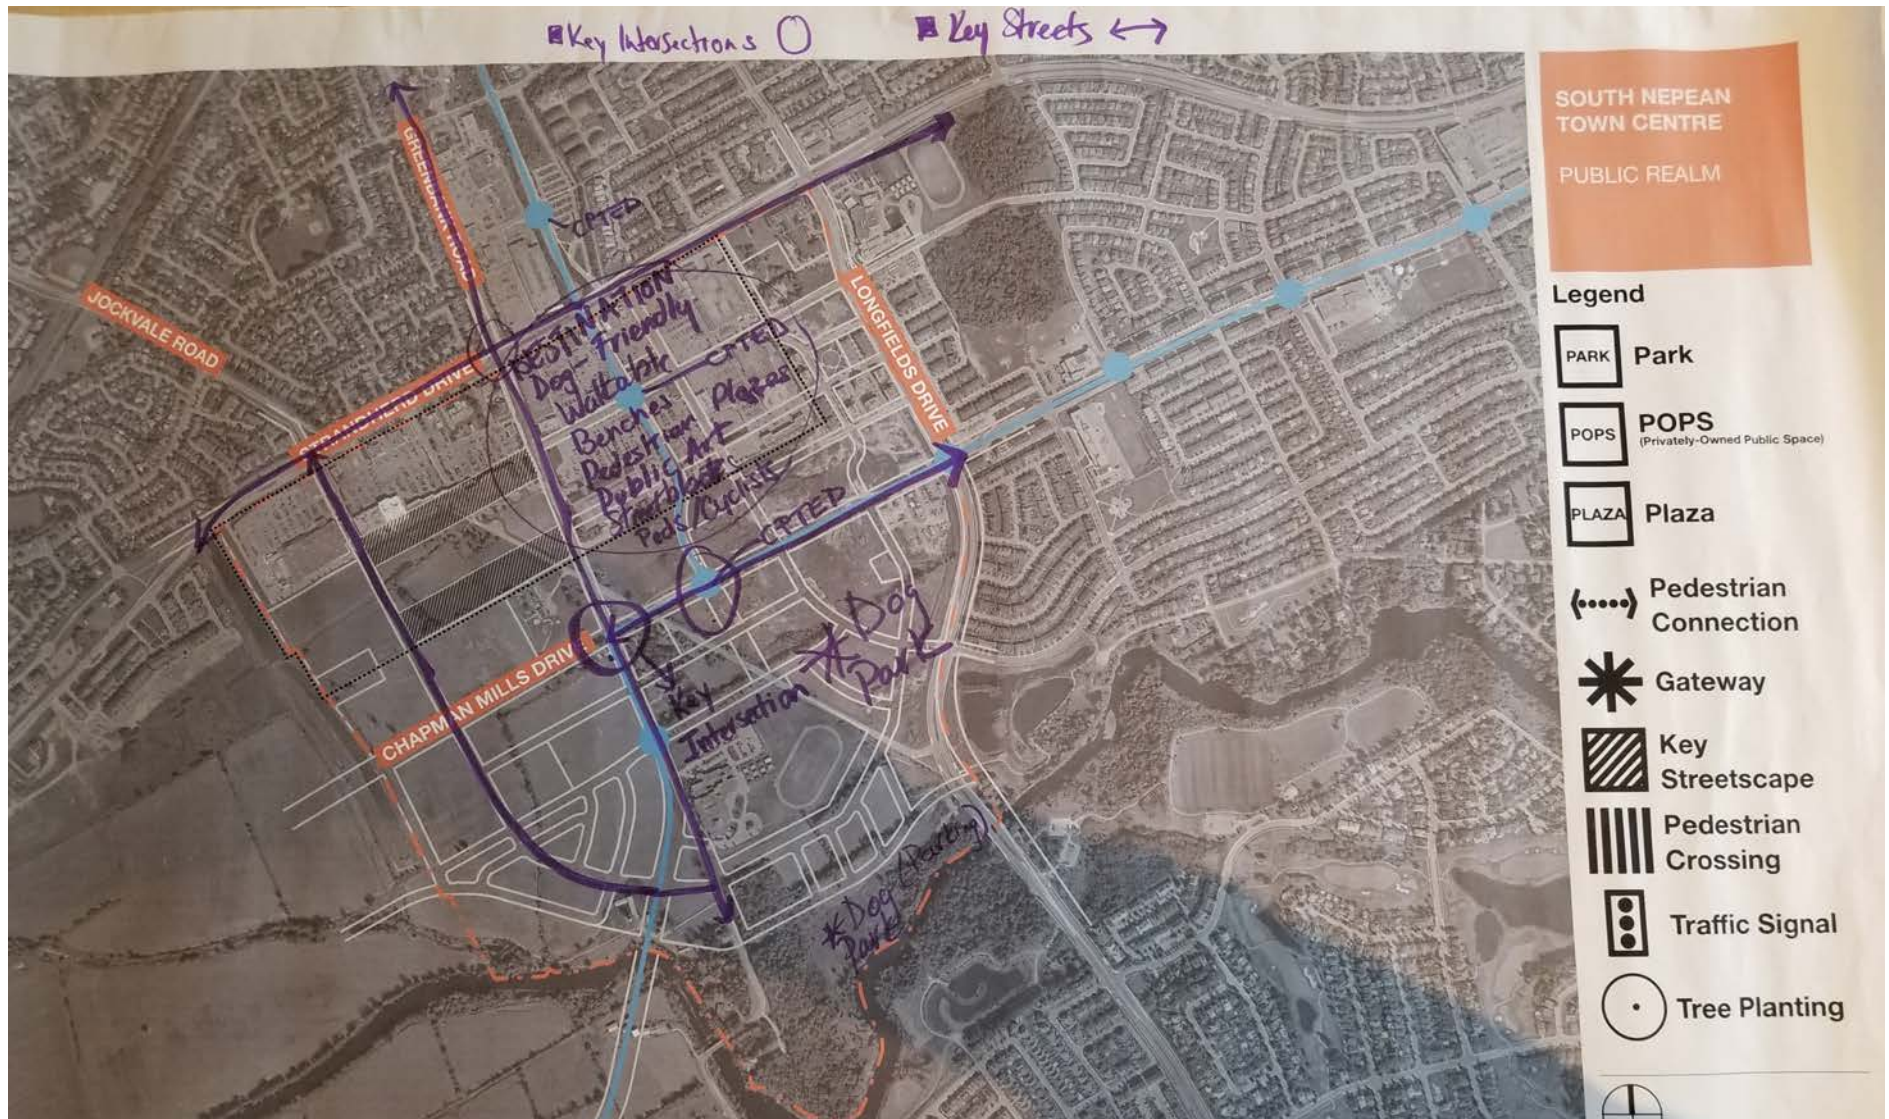 Key Intersections
Key Streets
SOUTH NEPEAN
TOWN CENTRE
PUBLIC REALM
Legend
PARK Park
POPS POPS
(Privately-Owned Public Space)
PLAZA Plaza
Pedestrian
Connection
Gateway
Key
Streetscape
Pedestrian
Crossing
Traffic Signal
Tree Planting
GREENBANK ROAD
JOCKVALE ROAD
STRANDHERD DRIVE
LONGFIELDS DRIVE
CHAPMAN MILLS DRIVE
CPTED
DESTINATION
Dog-Friendly
Walkable
CPTED
Benches
Pedestrian Plazas
Public Art
Peds/Cyclists
CPTED
Dog
Park
Key
Intersection
Dog
Park
(Parking)